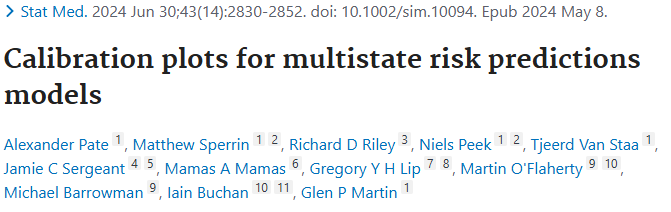 Stat Med. 2024 Jun 30;43(14):2830-2852. doi: 10.1002/sim.10094. Epub 2024 May 8.
Calibration plots for multistate risk predictions
models
Alexander Pate 1, Matthew Sperrin 1 2, Richard D Riley 3, Niels Peek 1 2, Tjeerd Van Staa 1,
Jamie C Sergeant 4 5, Mamas A Mamas 6, Gregory Y H Lip 7 8, Martin O'Flaherty 9 10,
Michael Barrowman 9, Iain Buchan 10 11, Glen P Martin 1